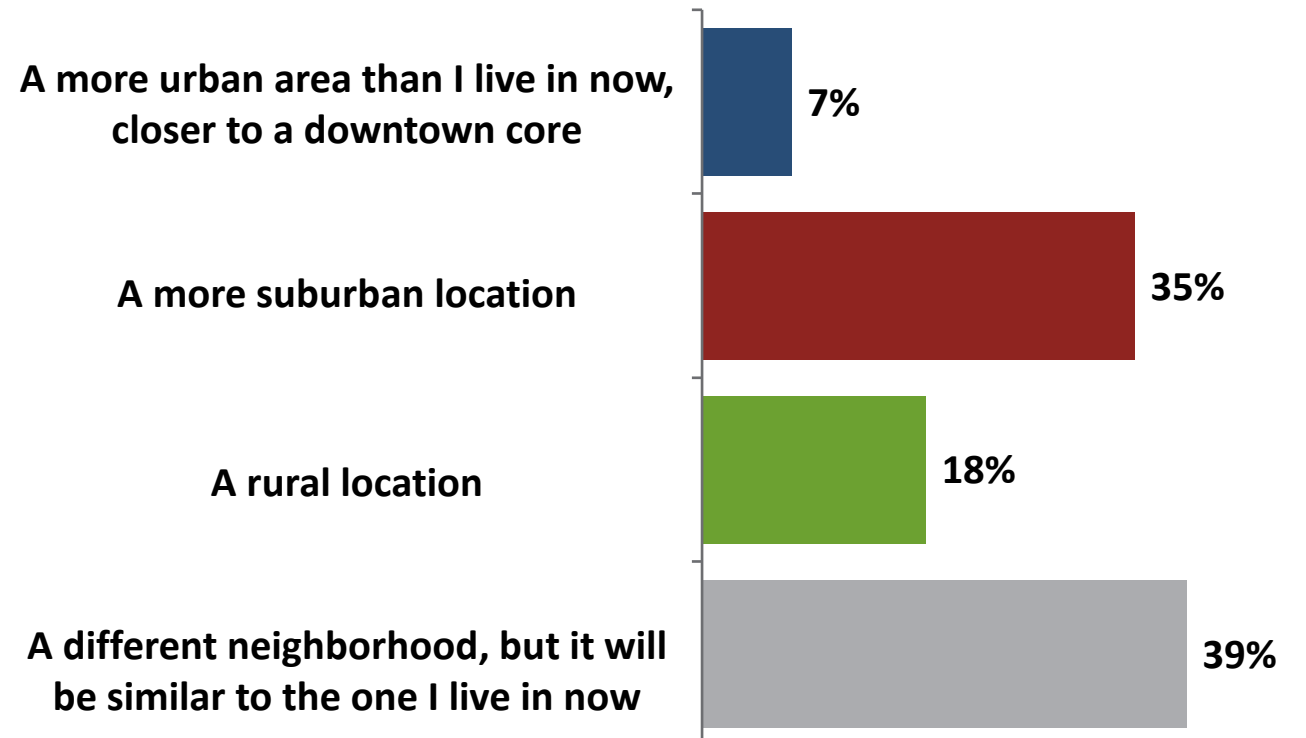 A more urban area than I live in now,
closer to a downtown core
7%
A more suburban location
35%
A rural location
18%
A different neighborhood, but it will
be similar to the one I live in now
39%